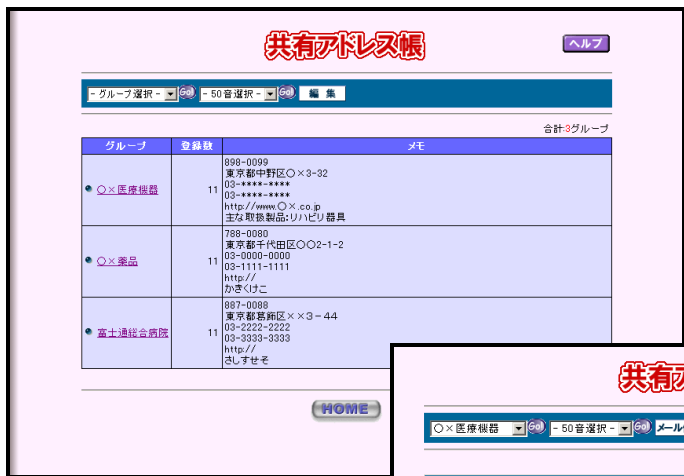 共有アドレス帳
ヘルプ
- グループ選択 - Go! - 50音選択 - Go! 編集
合計:3グループ
グループ 登録数 メモ
898-0099
東京都中野区○×3-32
○×医療機器 11 03-****-****
03-****-****
http://www.○×.co.jp
主な取扱製品:リハビリ器具
788-0080
東京都千代田区○○2-1-2
○×薬品 11 03-0000-0000
03-1111-1111
http://
かきくけこ
887-0088
東京都葛飾区××3-44
富士通総合病院 11 03-2222-2222
03-3333-3333
http://
さしすせそ
HOME
共有ア
○×医療機器 Go! - 50音選択 - Go! メール